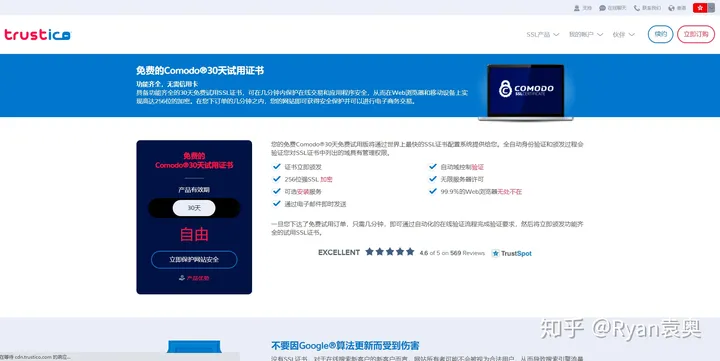 支持 在线聊天 联系我们 香港
trustico
SSL产品 我的帐户 伙伴 续约 立即订购
免费的Comodo®30天试用证书
功能齐全，无需信用卡
具备功能齐全的30天免费试用SSL证书，可在几分钟内保护在线交易和应用程序安全。从而在Web浏览器和移动设备上实
现高达256位的加密。在您下订单的几分钟之内，您的网站即可获得安全保护并可以进行电子商务交易。
COMODO
SSL CERTIFICATE
免费的
Comodo®30天试用证书
产品有效期
30天
自由
立即保护网站安全
产品优势
您的免费Comodo®30天免费试用版将通过世界上最快的SSL证书配置系统提供给您。全自动身份验证和颁发过程会
验证您对SSL证书中列出的域具有管理权限。
证书立即颁发 自动域控制验证
256位强SSL 加密 无限服务器许可
可选安装服务 99.9%的Web浏览器无处不在
通过电子邮件即时发送
一旦您下达了免费试用订单，只需几分钟，即可通过自动化的在线验证流程完成验证要求，然后将立即颁发功能齐
全的试用SSL证书。
EXCELLENT 4.6 of 5 on 569 Reviews TrustSpot
知乎 @Ryan袁奥
正在等待 cdn.trustico.com 的响应...
不要因Google®算法更新而受到伤害